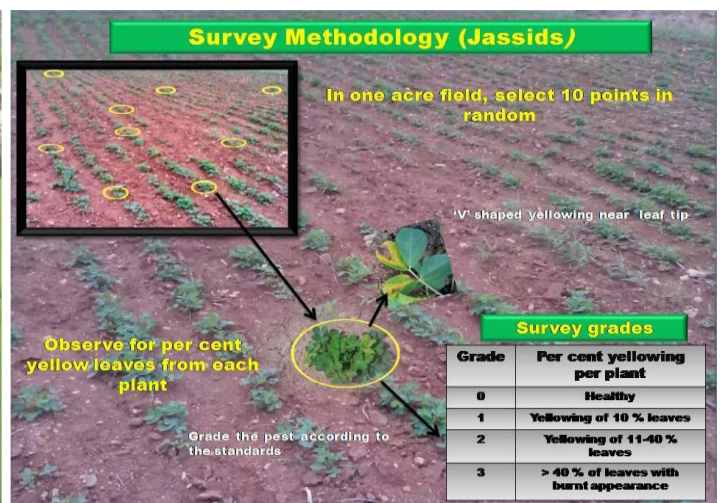 Survey Methodology (Jassids)
In one acre field, select 10 points in
random
'V' shaped yellowing near leaf tip
Observe for per cent
yellow leaves from each
plant
Grade the pest according to
the standards
Survey grades
Grade Per cent yellowing
per plant
0 Healthy
1 Yellowing of 10 % leaves
2 Yellowing of 11-40 %
leaves
3 > 40 % of leaves with
burnt appearance